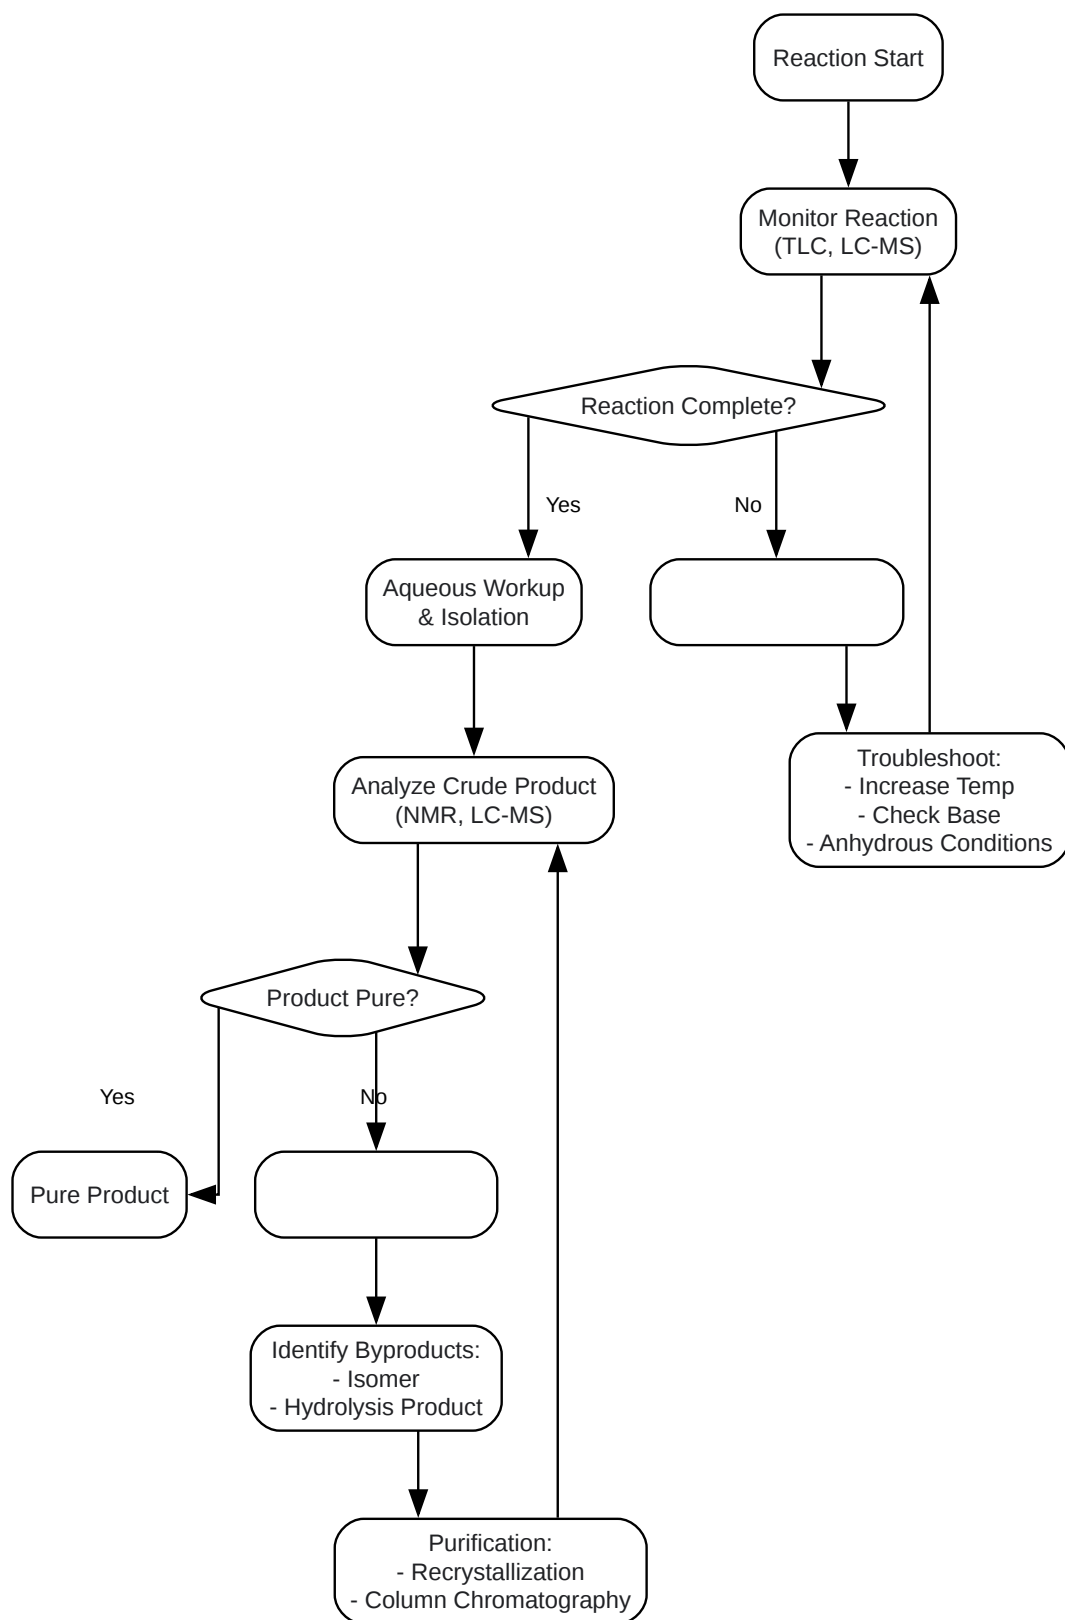 Reaction Start
Monitor Reaction
(TLC, LC-MS)
Reaction Complete?
Yes
No
Aqueous Workup
& Isolation
Troubleshoot:
- Increase Temp
- Check Base
- Anhydrous Conditions
Analyze Crude Product
(NMR, LC-MS)
Product Pure?
Yes
No
Pure Product
Identify Byproducts:
- Isomer
- Hydrolysis Product
Purification:
- Recrystallization
- Column Chromatography